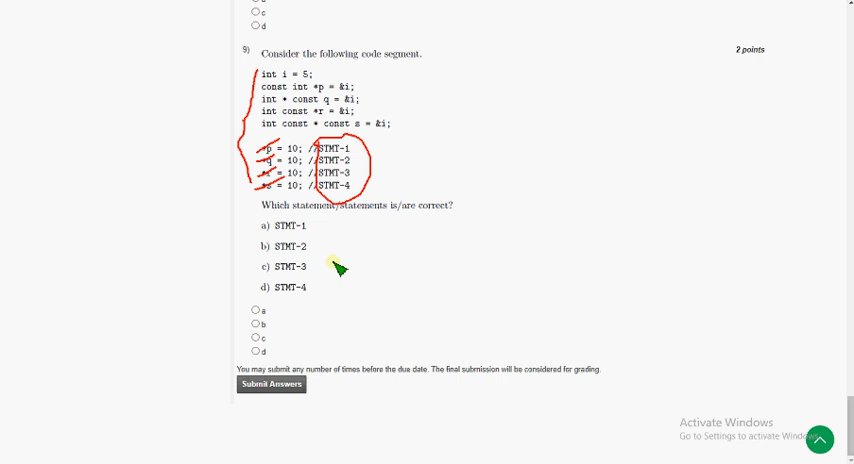 c
d
9) Consider the following code segment. 2 points
int i = 5;
const int *p = &i;
int * const q = &i;
int const *r = &i;
int const * const s = &i;
*p = 10; //STMT-1
*q = 10; //STMT-2
*r = 10; //STMT-3
*s = 10; //STMT-4
Which statement/statements is/are correct?
a) STMT-1
b) STMT-2
c) STMT-3
d) STMT-4
a
b
c
d
You may submit any number of times before the due date. The final submission will be considered for grading.
Submit Answers
Activate Windows
Go to Settings to activate Windows.